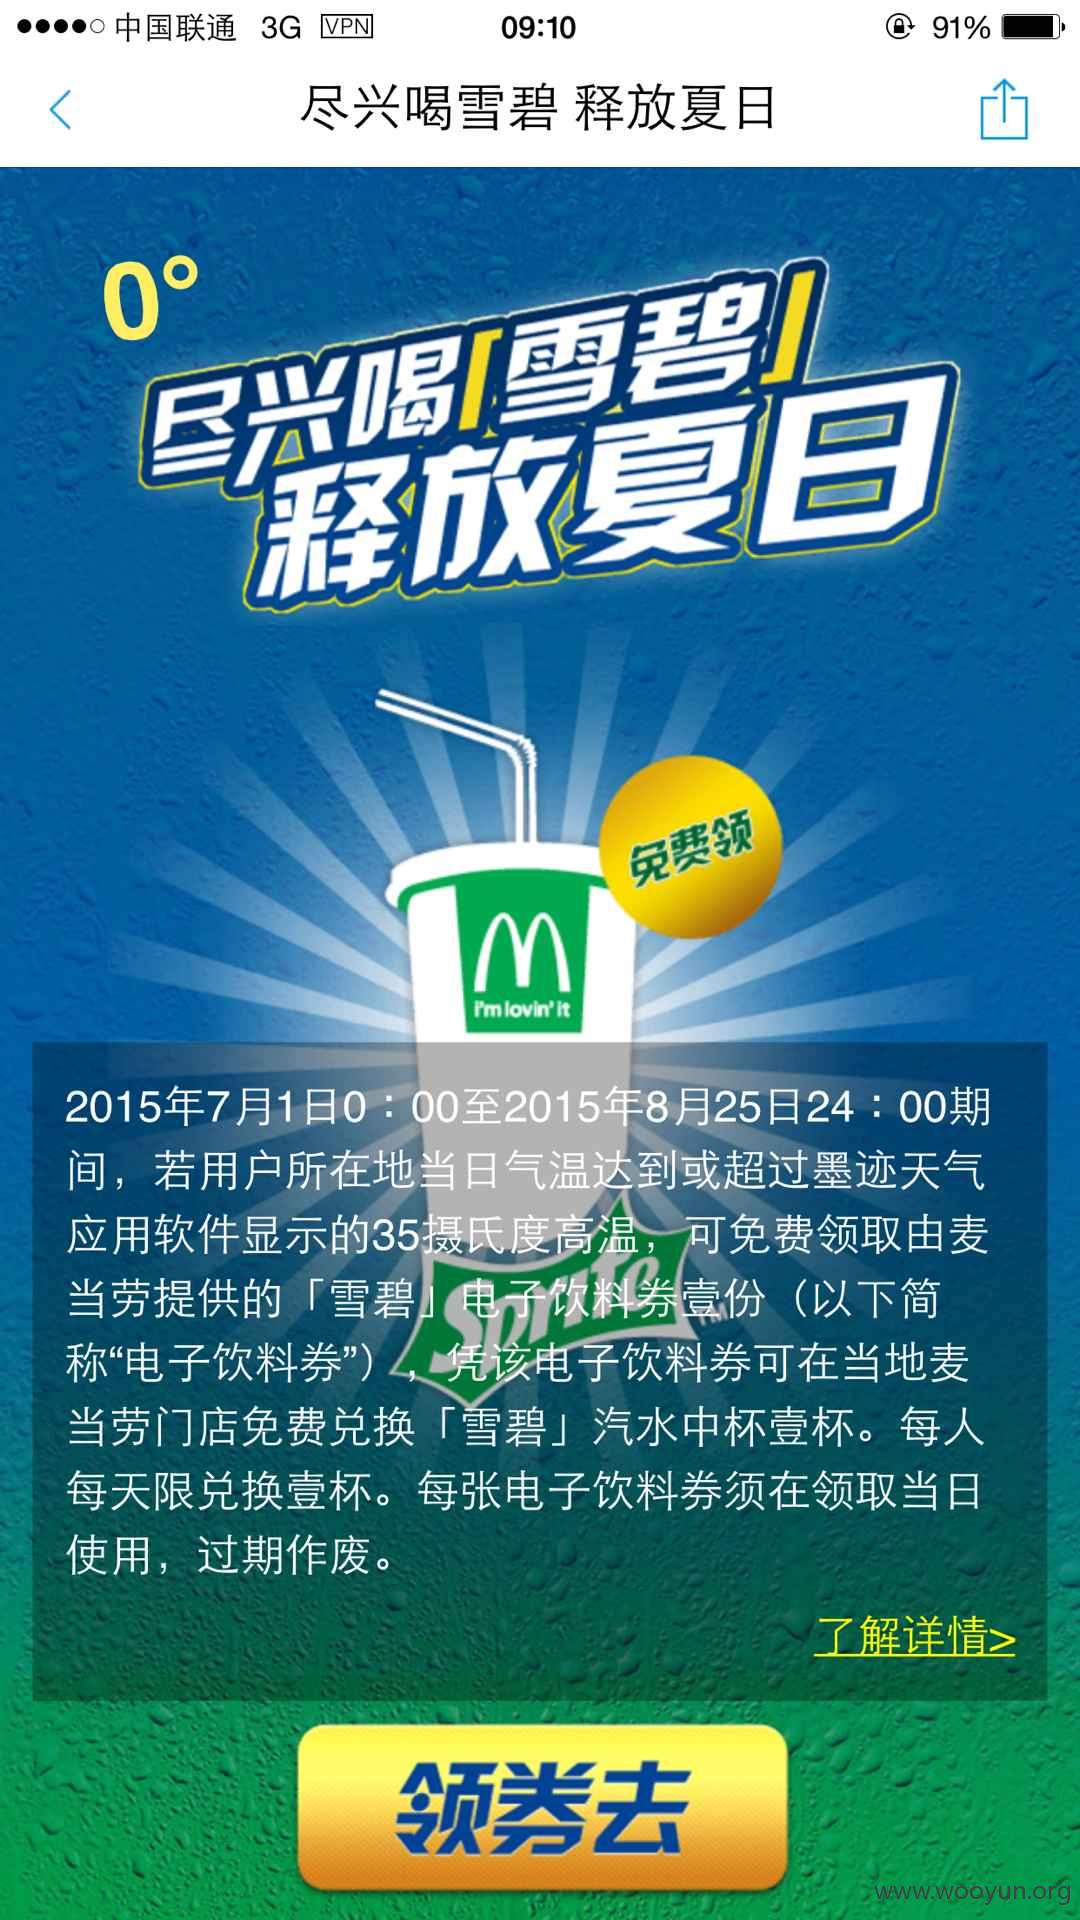 中国联通 3G VPN 09:10 91%
尽兴喝雪碧 释放夏日
0°
尽兴喝「雪碧」
释放夏日
免费领
i'm lovin' it
2015年7月1日0：00至2015年8月25日24：00期
间，若用户所在地当日气温达到或超过墨迹天气
应用软件显示的35摄氏度高温，可免费领取由麦
当劳提供的「雪碧」电子饮料券壹份（以下简
称“电子饮料券”），凭该电子饮料券可在当地麦
当劳门店免费兑换「雪碧」汽水中杯壹杯。每人
每天限兑换壹杯。每张电子饮料券须在领取当日
使用，过期作废。
Sprite™
了解详情>
领券去
www.wooyun.org